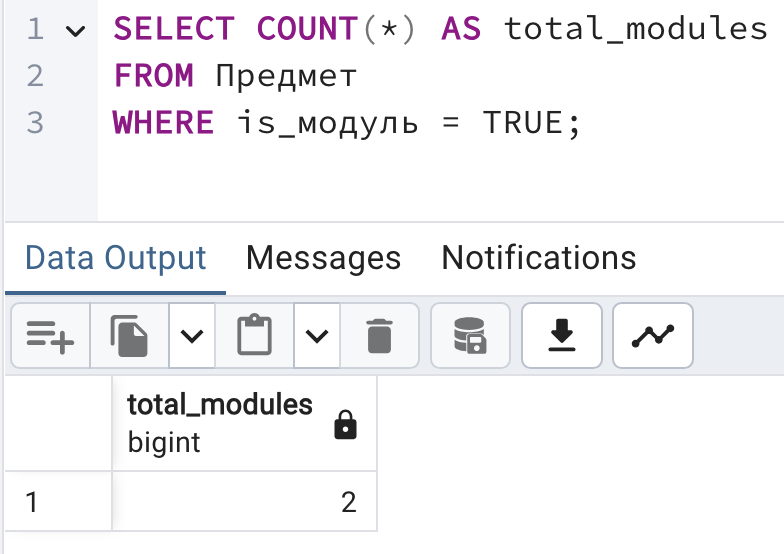 1 SELECT COUNT(*) AS total_modules
2 FROM Предмет
3 WHERE is_модуль = TRUE;
Data Output Messages Notifications
total_modules
bigint
1 2